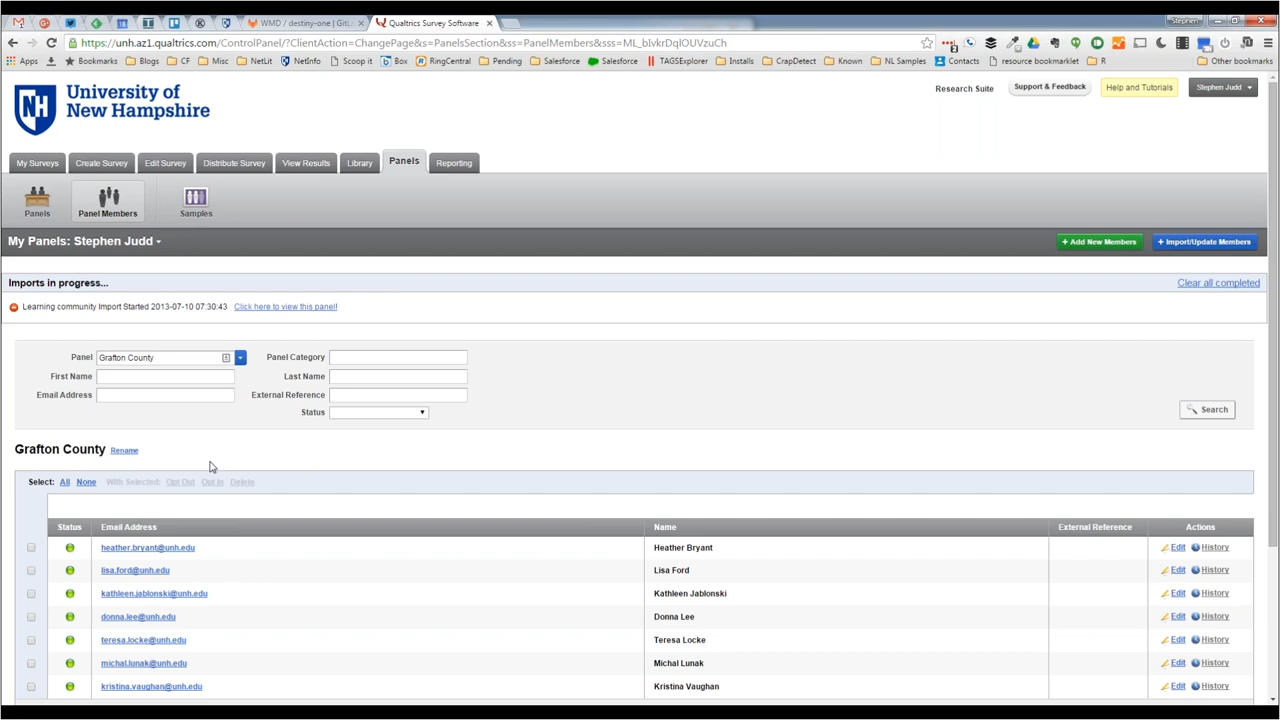 WMD / destiny-one | GitL
Qualtrics Survey Software
Stephen
https://unh.az1.qualtrics.com/ControlPanel/?ClientAction=ChangePage&s=PanelsSection&ss=PanelMembers&sss=ML_blvkrDqlOUVzuCh
Apps Bookmarks Blogs CF Misc NetLit NetInfo Scoop it Box RingCentral Pending Salesforce Salesforce TAGSExplorer Installs CrapDetect Known NL Samples Contacts resource bookmarklet R Other bookmarks
NH
University of
New Hampshire
Research Suite Support & Feedback Help and Tutorials Stephen Judd
My Surveys Create Survey Edit Survey Distribute Survey View Results Library Panels Reporting
Panels Panel Members Samples
My Panels: Stephen Judd
+ Add New Members + Import/Update Members
Imports in progress...
Clear all completed
Learning community Import Started 2013-07-10 07:30:43 Click here to view this panel!
Panel Grafton County Panel Category
First Name Last Name
Email Address External Reference
Status
Search
Grafton County Rename
Select: All None With Selected: Opt Out Opt In Delete
Status Email Address Name External Reference Actions
heather.bryant@unh.edu Heather Bryant Edit History
lisa.ford@unh.edu Lisa Ford Edit History
kathleen.jablonski@unh.edu Kathleen Jablonski Edit History
donna.lee@unh.edu Donna Lee Edit History
teresa.locke@unh.edu Teresa Locke Edit History
michal.lunak@unh.edu Michal Lunak Edit History
kristina.vaughan@unh.edu Kristina Vaughan Edit History